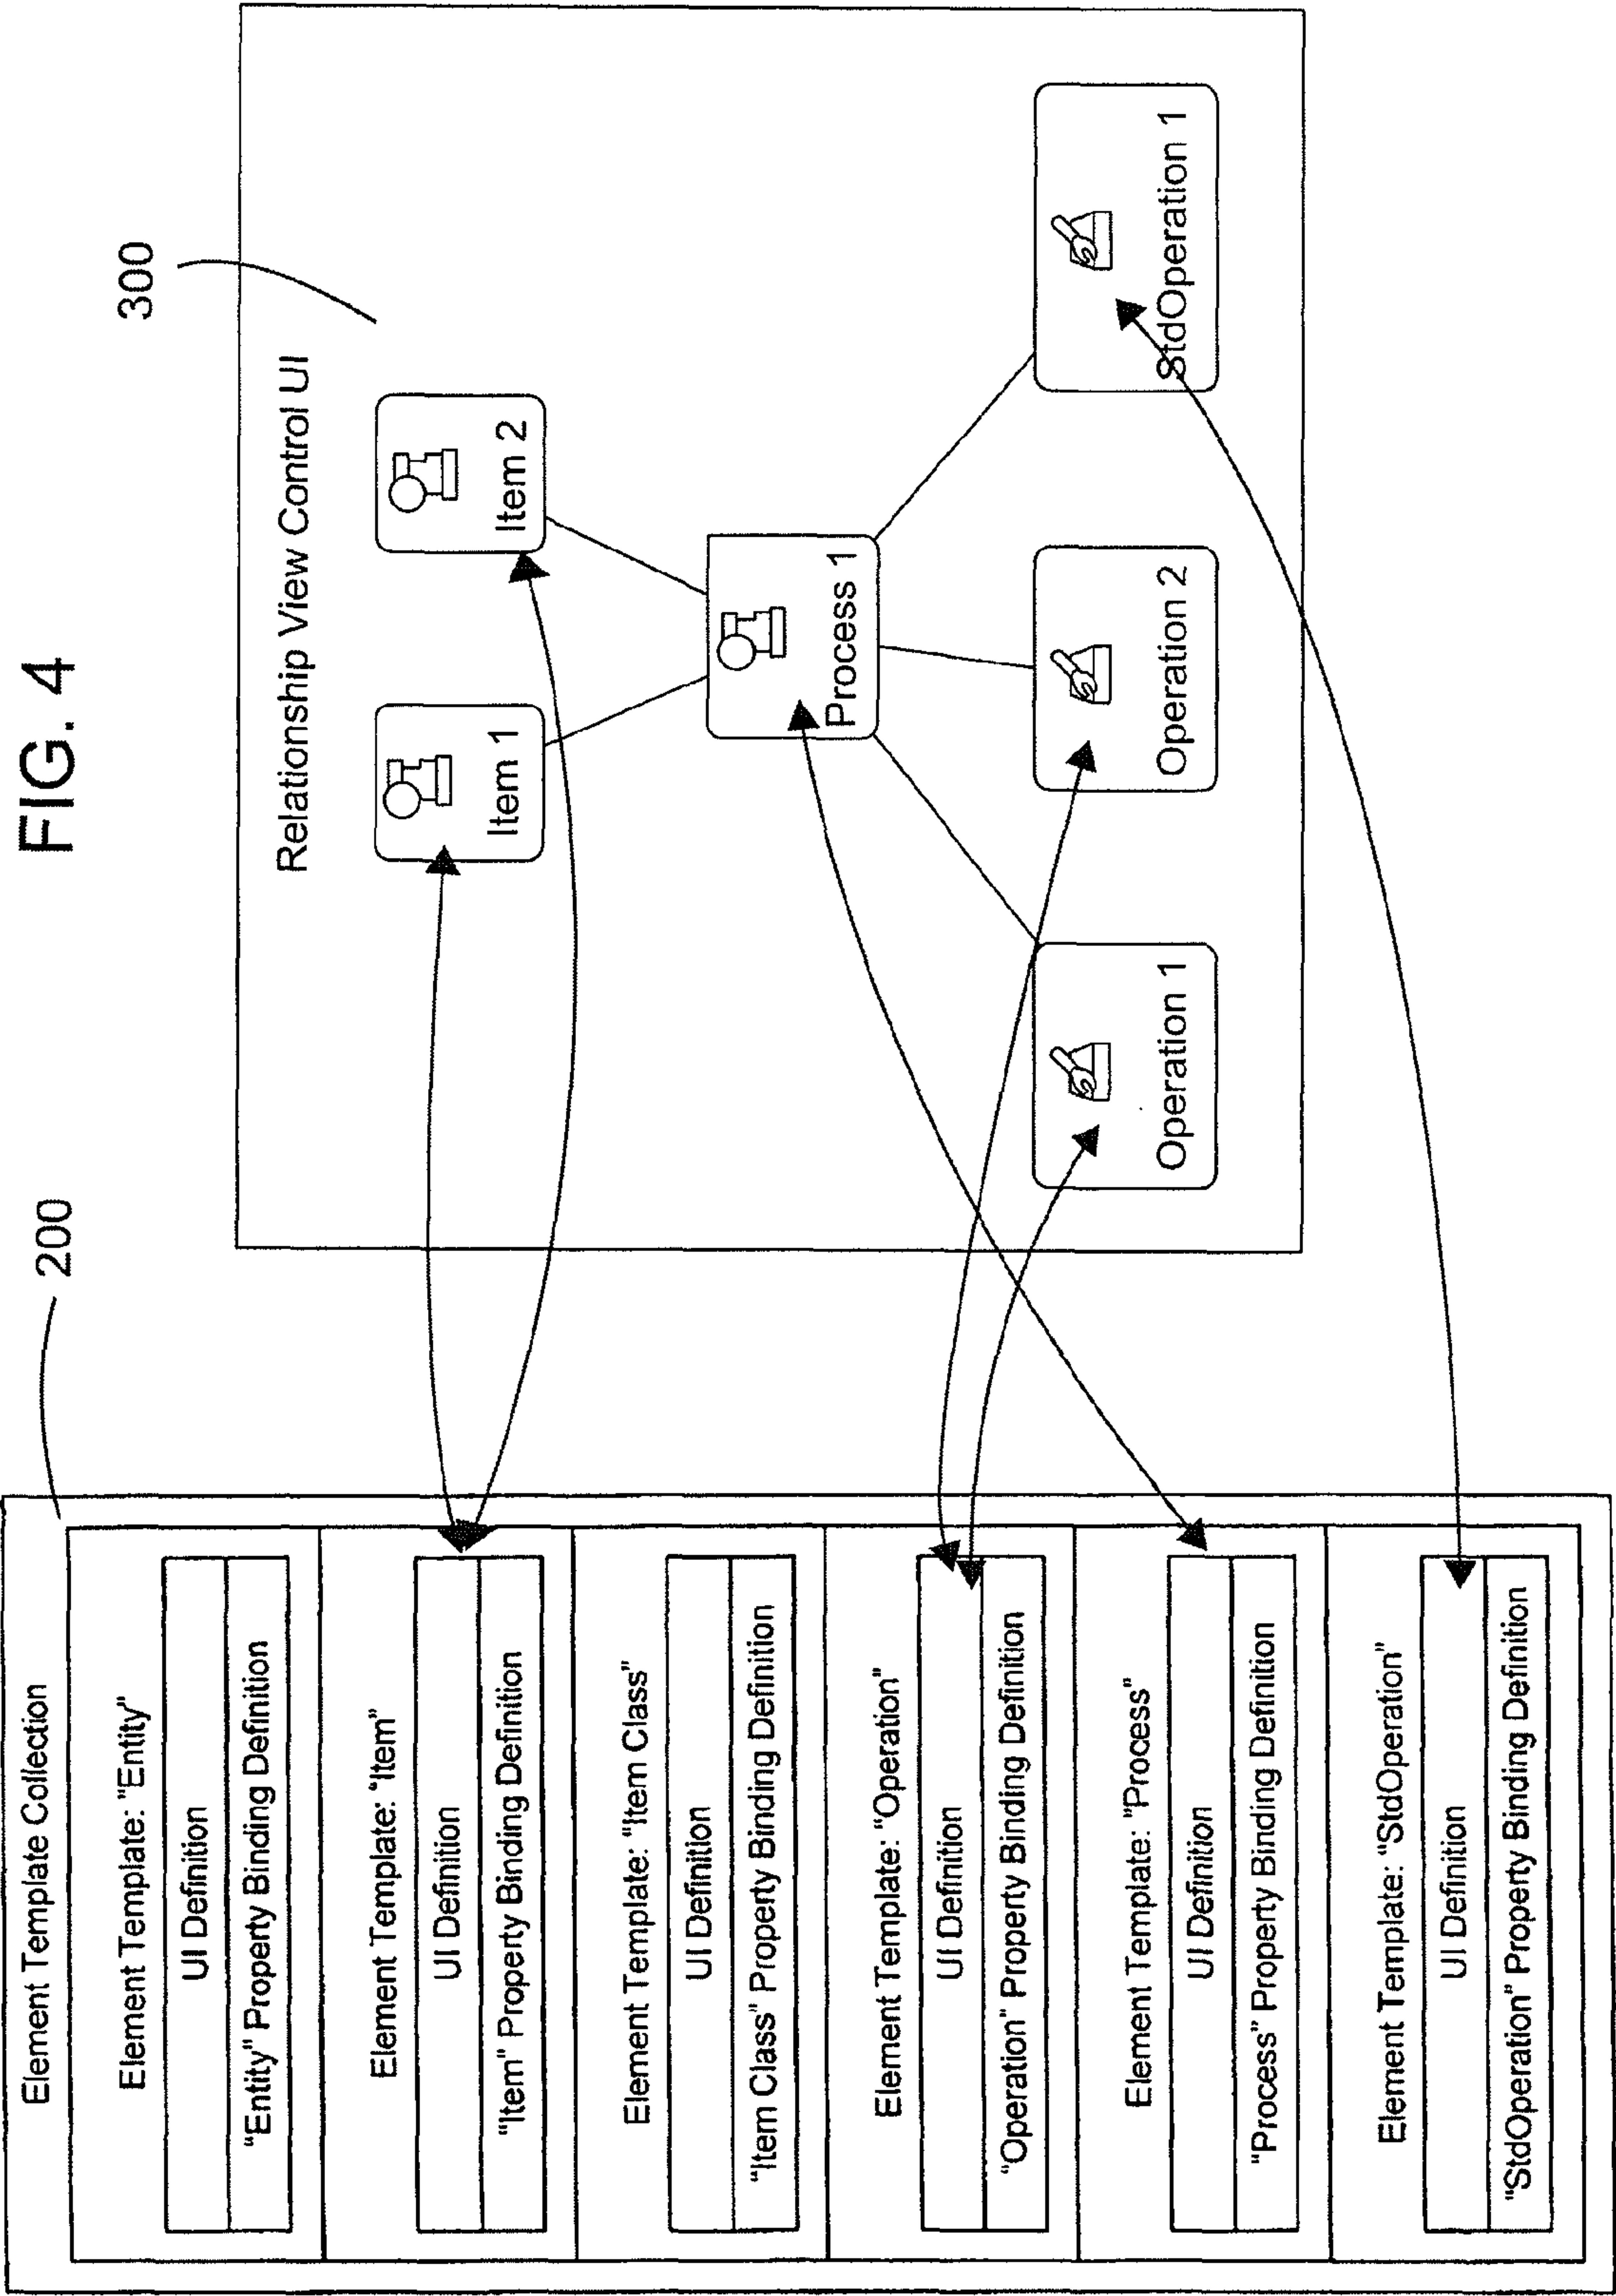 FIG. 4
200
Element Template Collection
Element Template: "Entity"
UI Definition
"Entity" Property Binding Definition
Element Template: "Item"
UI Definition
"Item" Property Binding Definition
Element Template: "Item Class"
UI Definition
"Item Class" Property Binding Definition
Element Template: "Operation"
UI Definition
"Operation" Property Binding Definition
Element Template: "Process"
UI Definition
"Process" Property Binding Definition
Element Template: "StdOperation"
UI Definition
"StdOperation" Property Binding Definition
300
Relationship View Control UI
Item 1
Item 2
Process 1
Operation 1
Operation 2
StdOperation 1